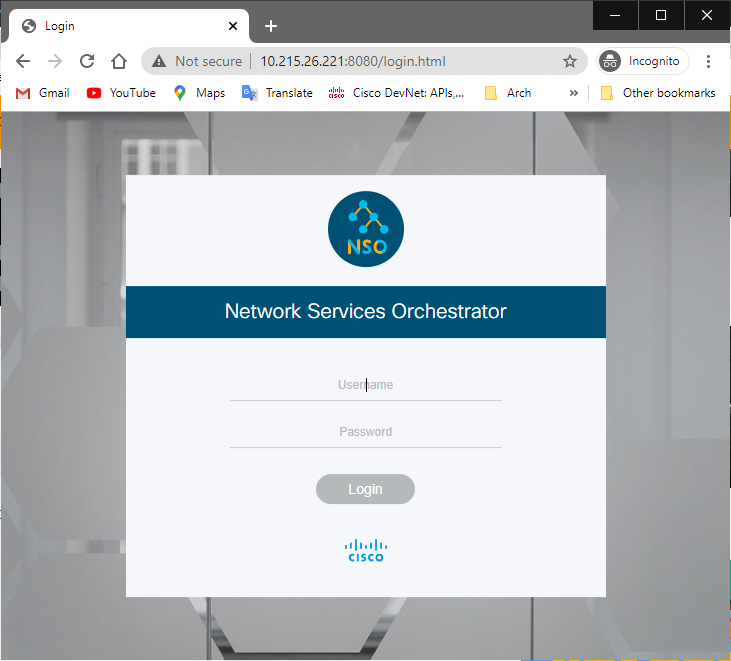 Login
Not secure 10.215.26.221:8080/login.html Incognito
Gmail YouTube Maps Translate Cisco DevNet: APIs,... Arch » Other bookmarks
NSO
Network Services Orchestrator
Username
Password
Login
CISCO